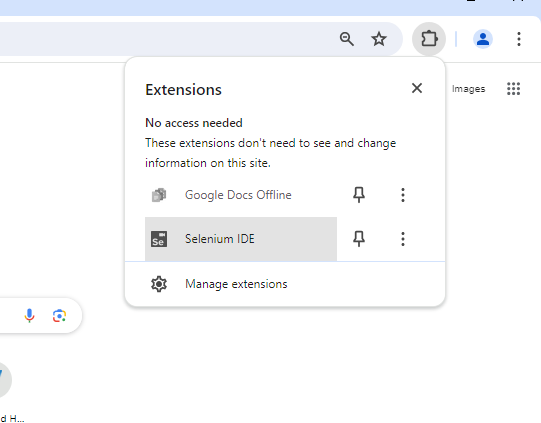 Images
Extensions
No access needed
These extensions don't need to see and change
information on this site.
Google Docs Offline
Se
Selenium IDE
Manage extensions
d H...